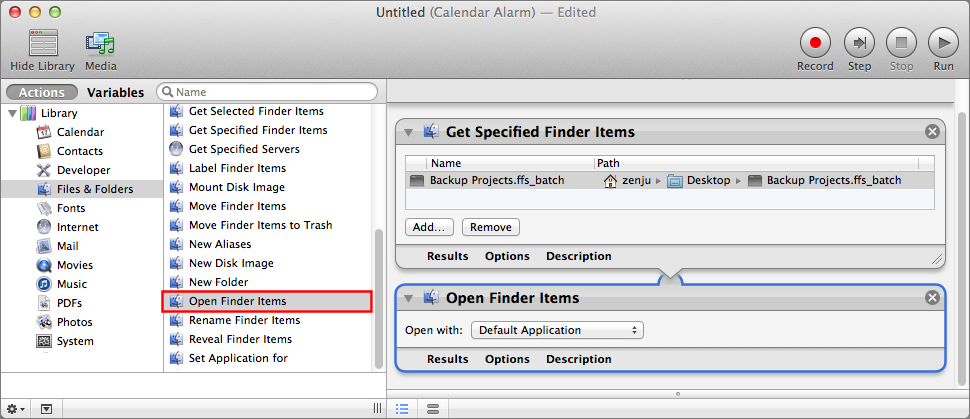 Untitled (Calendar Alarm) — Edited
Hide Library
Media
Record
Step
Stop
Run
Actions
Variables
Name
Library
Calendar
Contacts
Developer
Files & Folders
Fonts
Internet
Mail
Movies
Music
PDFs
Photos
System
Get Selected Finder Items
Get Specified Finder Items
Get Specified Servers
Label Finder Items
Mount Disk Image
Move Finder Items
Move Finder Items to Trash
New Aliases
New Disk Image
New Folder
Open Finder Items
Rename Finder Items
Reveal Finder Items
Set Application for
Get Specified Finder Items
Name Path
Backup Projects.ffs_batch zenju Desktop Backup Projects.ffs_batch
Add... Remove
Results Options Description
Open Finder Items
Open with: Default Application
Results Options Description